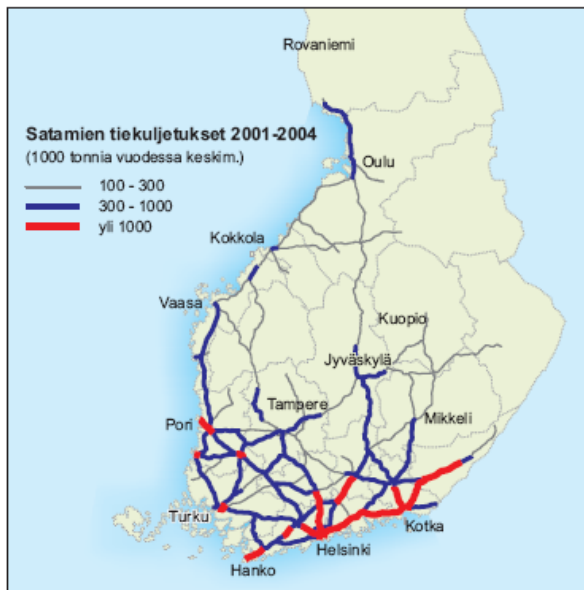 Rovaniemi
Satamien tiekuljetukset 2001-2004
(1000 tonnia vuodessa keskim.)
100 - 300
300 - 1000
yli 1000
Oulu
Kokkola
Vaasa
Kuopio
Jyväskylä
Tampere
Mikkeli
Pori
Turku
Kotka
Helsinki
Hanko